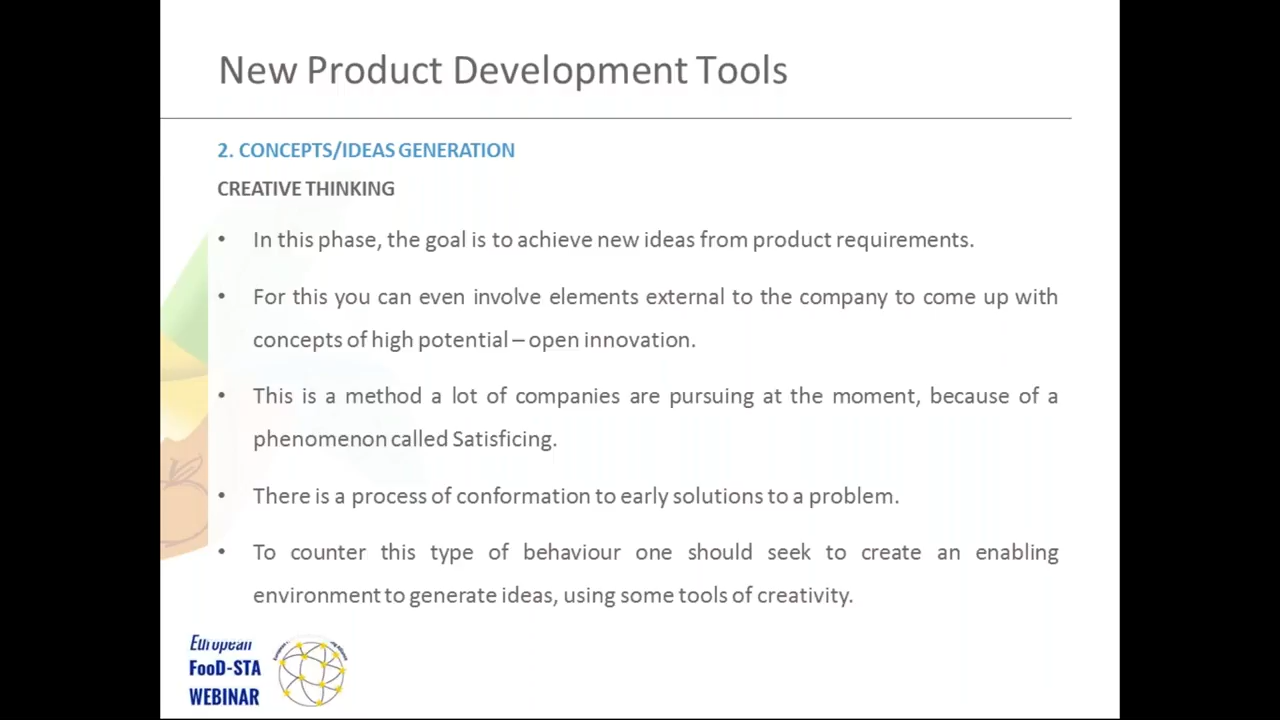 New Product Development Tools
2. CONCEPTS/IDEAS GENERATION
CREATIVE THINKING
• In this phase, the goal is to achieve new ideas from product requirements.
• For this you can even involve elements external to the company to come up with
concepts of high potential – open innovation.
• This is a method a lot of companies are pursuing at the moment, because of a
phenomenon called Satisficing.
• There is a process of conformation to early solutions to a problem.
• To counter this type of behaviour one should seek to create an enabling
environment to generate ideas, using some tools of creativity.
European
FooD-STA
WEBINAR